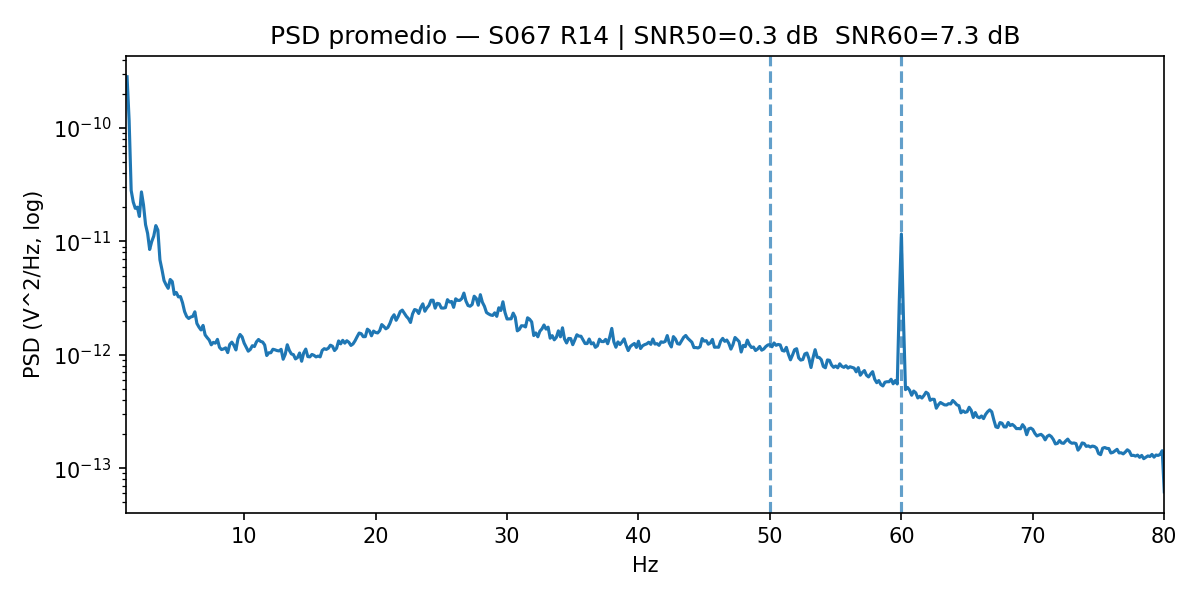 PSD promedio — S067 R14 | SNR50=0.3 dB  SNR60=7.3 dB
PSD (V^2/Hz, log)
10⁻¹⁰
10⁻¹¹
10⁻¹²
10⁻¹³
10 20 30 40 50 60 70 80
Hz